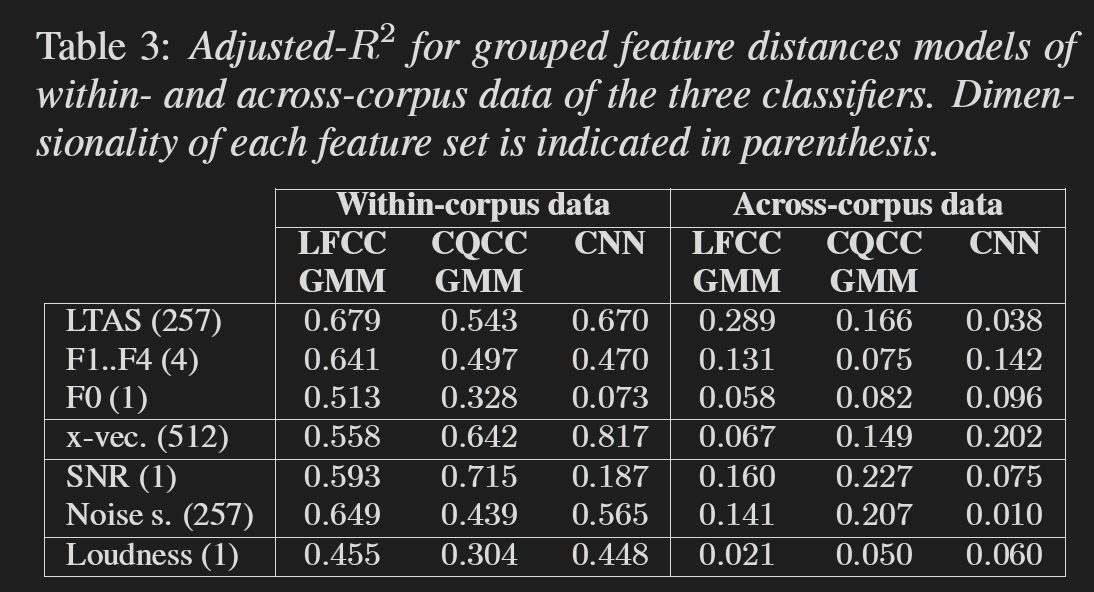 Table 3: Adjusted-R² for grouped feature distances models of
within- and across-corpus data of the three classifiers. Dimen-
sionality of each feature set is indicated in parenthesis.
Within-corpus data Across-corpus data
LFCC CQCC CNN LFCC CQCC CNN
GMM GMM GMM GMM
LTAS (257) 0.679 0.543 0.670 0.289 0.166 0.038
F1..F4 (4) 0.641 0.497 0.470 0.131 0.075 0.142
F0 (1) 0.513 0.328 0.073 0.058 0.082 0.096
x-vec. (512) 0.558 0.642 0.817 0.067 0.149 0.202
SNR (1) 0.593 0.715 0.187 0.160 0.227 0.075
Noise s. (257) 0.649 0.439 0.565 0.141 0.207 0.010
Loudness (1) 0.455 0.304 0.448 0.021 0.050 0.060